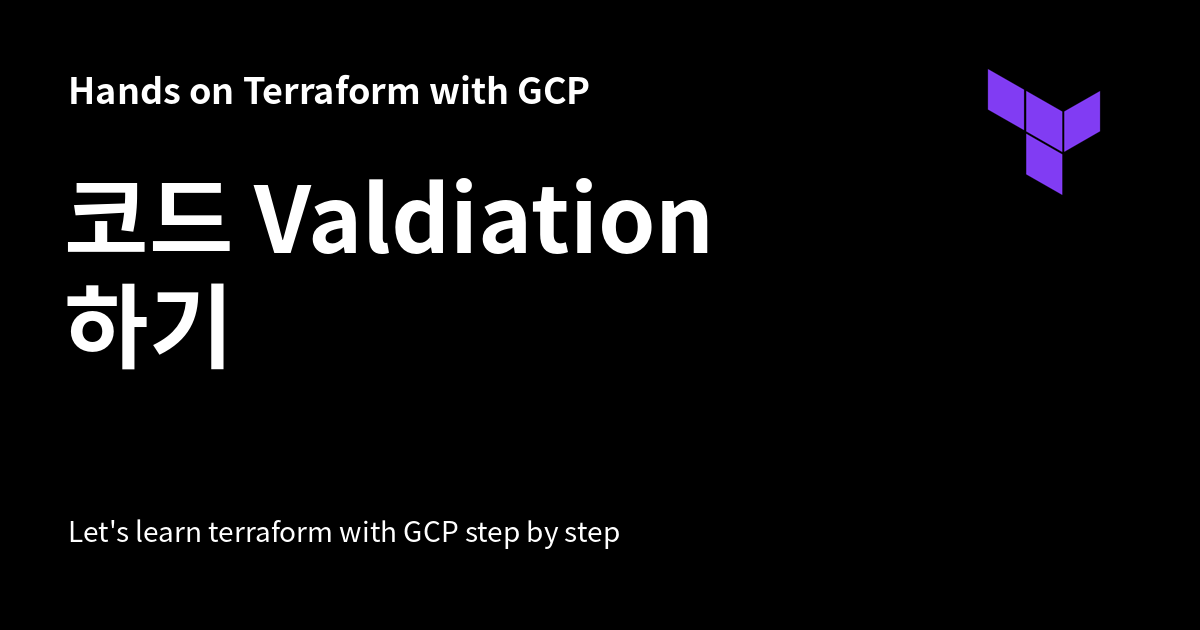 Hands on Terraform with GCP
코드 Valdiation
하기
Let's learn terraform with GCP step by step